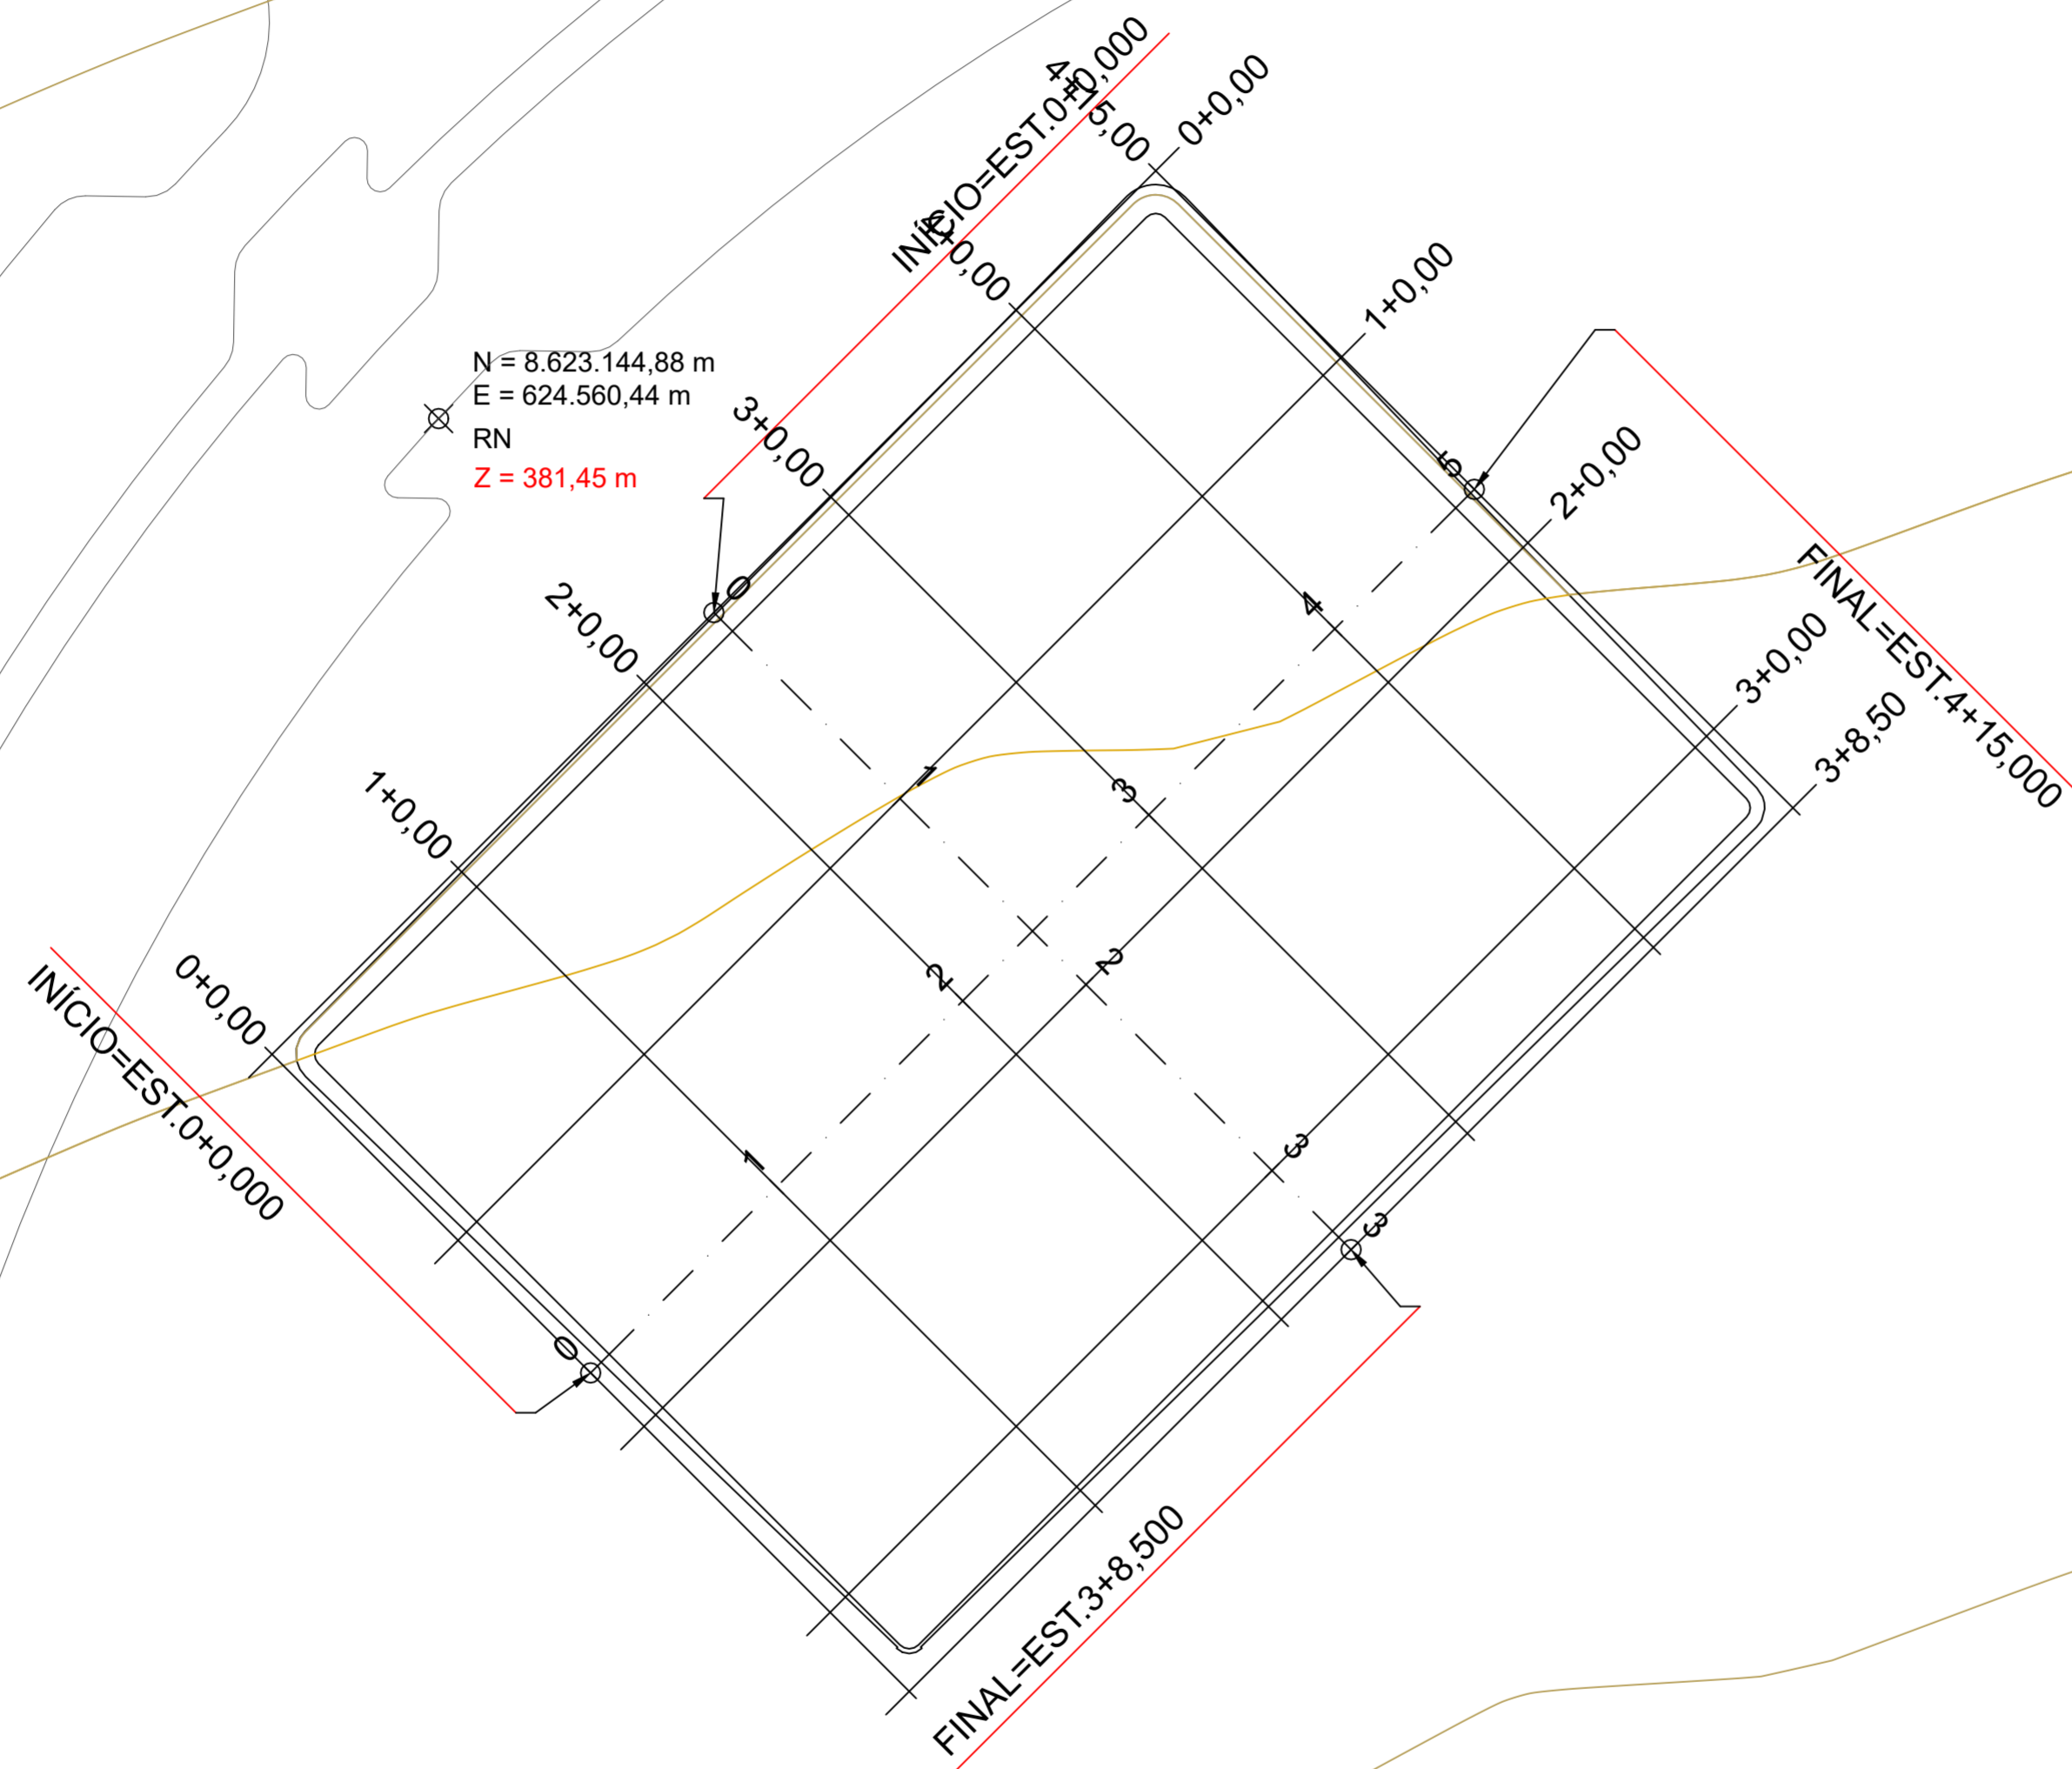 INÍCIO=EST.0+0,000
4+15,00
0+0,00
4+0,00
1+0,00
N = 8.623.144,88 m
E = 624.560,44 m
RN
Z = 381,45 m
3+0,00
5
2+0,00
0
4
2+0,00
FINAL=EST.4+15,000
3+0,00
3+8,50
1+0,00
1
3
0+0,00
INÍCIO=EST.0+0,000
2
2
1
3
3
0
FINAL=EST.3+8,500